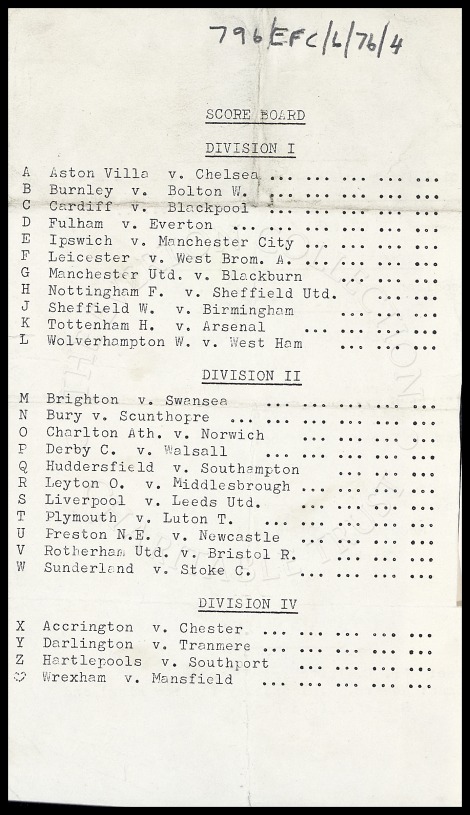 796/EFC/L/76/4
SCORE BOARD
DIVISION I
A Aston Villa v. Chelsea ... ... ... ... ...
B Burnley v. Bolton W. ... ... ... ... ...
C Cardiff v. Blackpool ... ... ... ... ...
D Fulham v. Everton ... ... ... ... ... ...
E Ipswich v. Manchester City ... ... ... ...
F Leicester v. West Brom. A. ... ... ... ...
G Manchester Utd. v. Blackburn ... ... ...
H Nottingham F. v. Sheffield Utd. ... ...
J Sheffield W. v. Birmingham ... ... ...
K Tottenham H. v. Arsenal ... ... ... ...
L Wolverhampton W. v. West Ham ... ... ...
DIVISION II
M Brighton v. Swansea ... ... ... ... ...
N Bury v. Scunthopre ... ... ... ... ... ...
O Charlton Ath. v. Norwich ... ... ... ...
P Derby C. v. Walsall ... ... ... ... ...
Q Huddersfield v. Southampton ... ... ...
R Leyton O. v. Middlesbrough ... ... ... ...
S Liverpool v. Leeds Utd. ... ... ... ...
T Plymouth v. Luton T. ... ... ... ... ...
U Preston N.E. v. Newcastle ... ... ... ...
V Rotherham Utd. v. Bristol R. ... ... ...
W Sunderland v. Stoke C. ... ... ... ...
DIVISION IV
X Accrington v. Chester ... ... ... ... ...
Y Darlington v. Tranmere ... ... ... ... ...
Z Hartlepools v. Southport ... ... ... ...
♡ Wrexham v. Mansfield ... ... ... ... ...